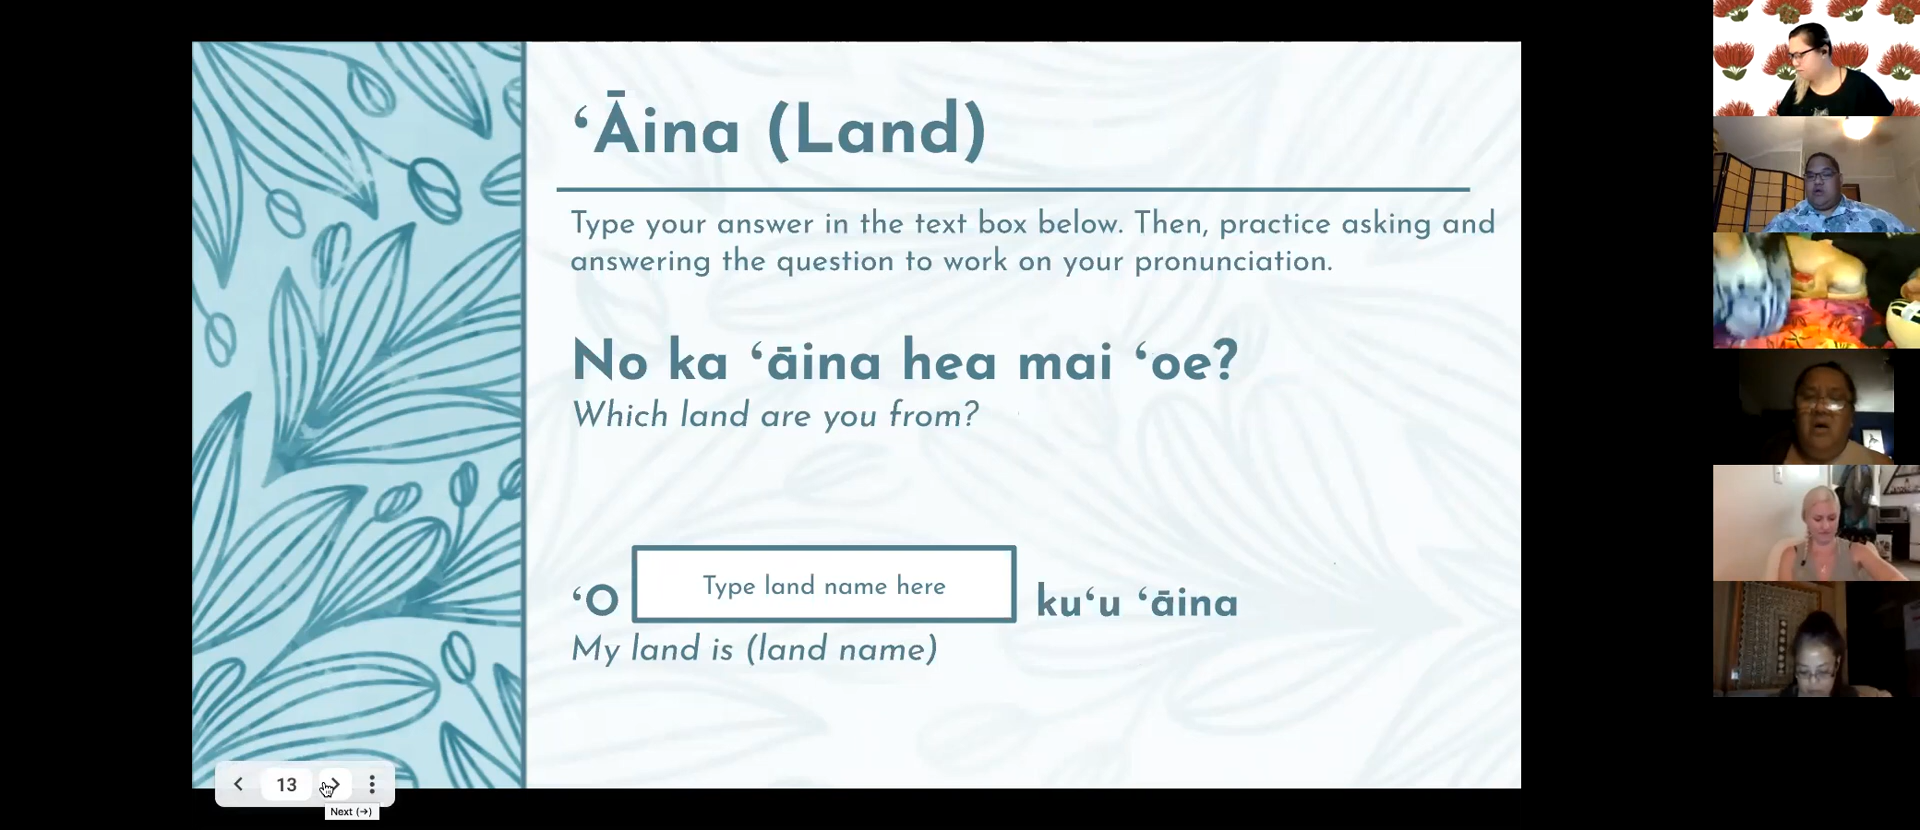 ʻĀina (Land)
Type your answer in the text box below. Then, practice asking and
answering the question to work on your pronunciation.
No ka ʻāina hea mai ʻoe?
Which land are you from?
ʻO Type land name here kuʻu ʻāina
My land is (land name)
13
Next (→)